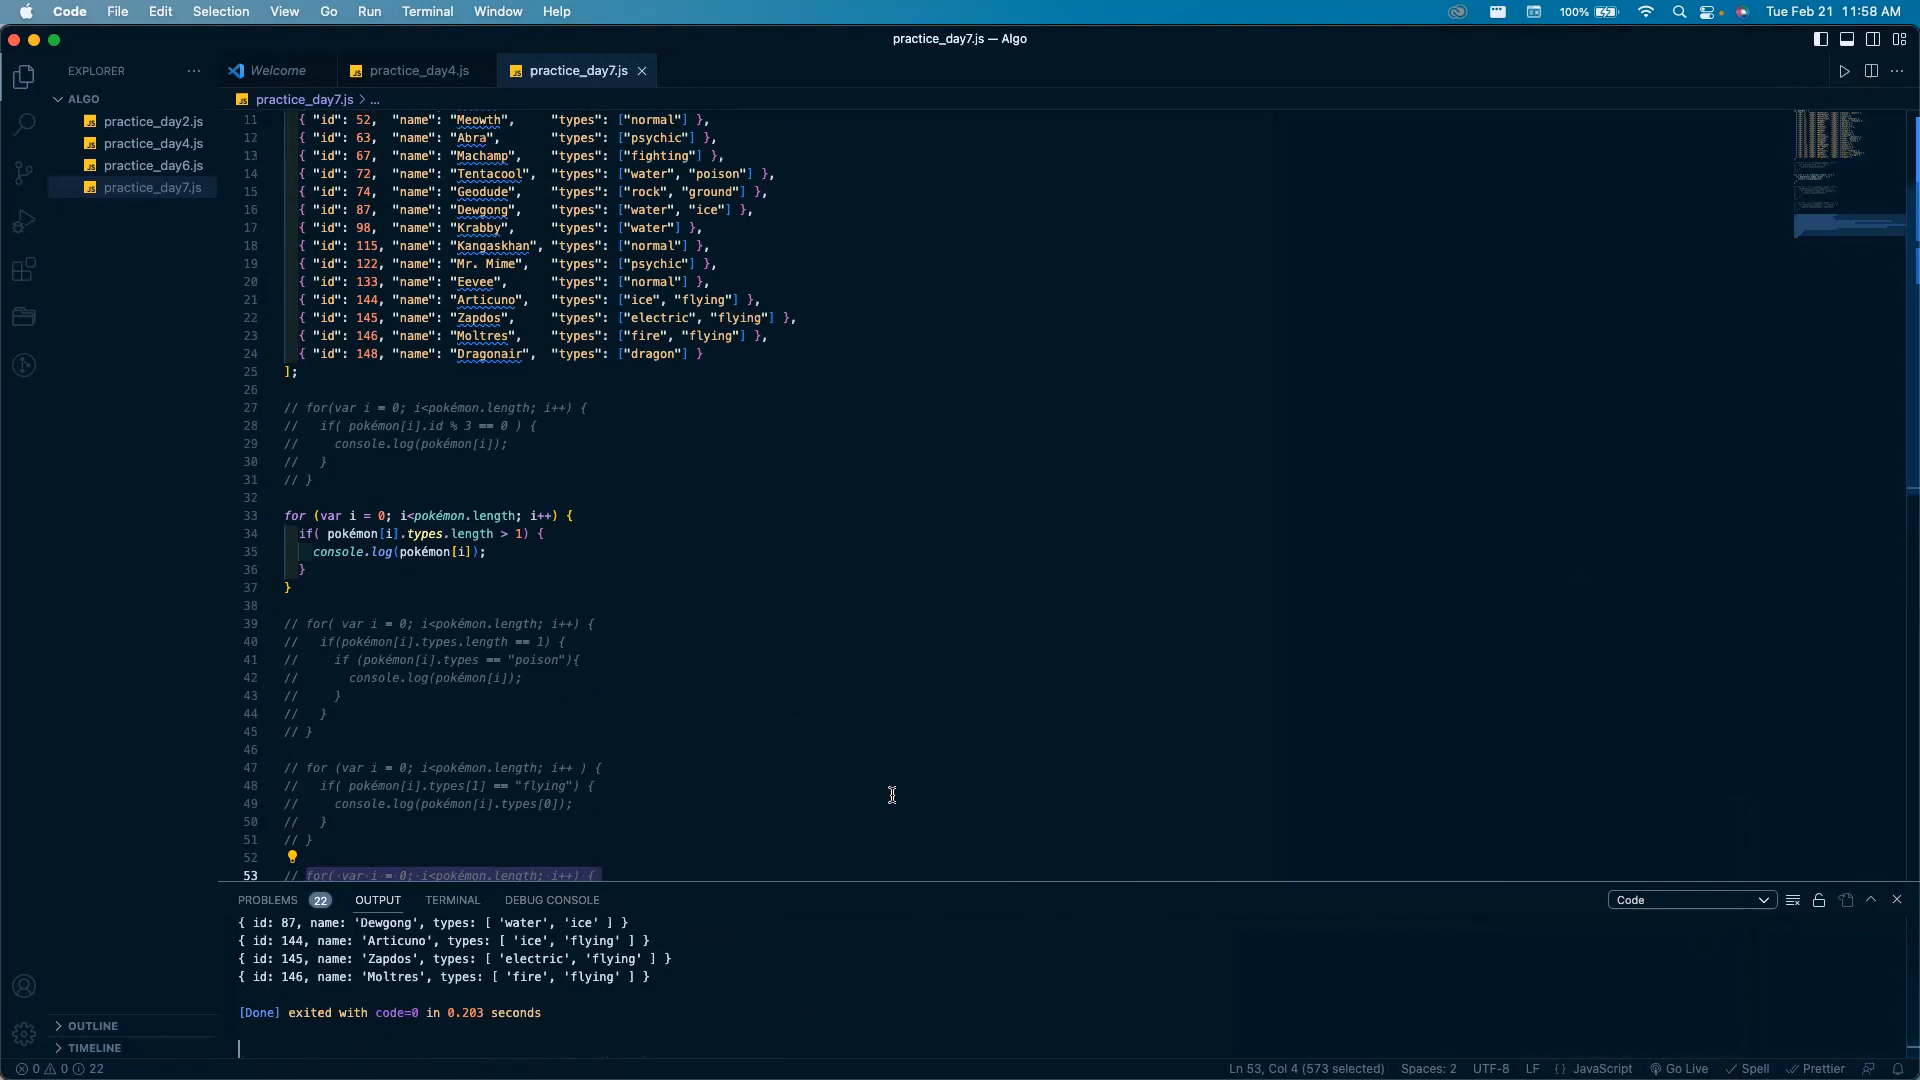 Code File Edit Selection View Go Run Terminal Window Help 100% Tue Feb 21 11:58 AM
practice_day7.js — Algo
EXPLORER ...
Welcome practice_day4.js practice_day7.js
ALGO
practice_day2.js
practice_day4.js
practice_day6.js
practice_day7.js
OUTLINE
TIMELINE
practice_day7.js > ...
11 { "id": 52, "name": "Meowth", "types": ["normal"] },
12 { "id": 63, "name": "Abra", "types": ["psychic"] },
13 { "id": 67, "name": "Machamp", "types": ["fighting"] },
14 { "id": 72, "name": "Tentacool", "types": ["water", "poison"] },
15 { "id": 74, "name": "Geodude", "types": ["rock", "ground"] },
16 { "id": 87, "name": "Dewgong", "types": ["water", "ice"] },
17 { "id": 98, "name": "Krabby", "types": ["water"] },
18 { "id": 115, "name": "Kangaskhan", "types": ["normal"] },
19 { "id": 122, "name": "Mr. Mime", "types": ["psychic"] },
20 { "id": 133, "name": "Eevee", "types": ["normal"] },
21 { "id": 144, "name": "Articuno", "types": ["ice", "flying"] },
22 { "id": 145, "name": "Zapdos", "types": ["electric", "flying"] },
23 { "id": 146, "name": "Moltres", "types": ["fire", "flying"] },
24 { "id": 148, "name": "Dragonair", "types": ["dragon"] }
25 ];
26
27 // for(var i = 0; i<pokémon.length; i++) {
28 // if( pokémon[i].id % 3 == 0 ) {
29 // console.log(pokémon[i]);
30 // }
31 // }
32
33 for (var i = 0; i<pokémon.length; i++) {
34 if( pokémon[i].types.length > 1) {
35 console.log(pokémon[i]);
36 }
37 }
38
39 // for( var i = 0; i<pokémon.length; i++) {
40 // if(pokémon[i].types.length == 1) {
41 // if (pokémon[i].types == "poison"){
42 // console.log(pokémon[i]);
43 // }
44 // }
45 // }
46
47 // for (var i = 0; i<pokémon.length; i++ ) {
48 // if( pokémon[i].types[1] == "flying") {
49 // console.log(pokémon[i].types[0]);
50 // }
51 // }
52
53 // for( var i = 0; i<pokémon.length; i++) {
PROBLEMS 22 OUTPUT TERMINAL DEBUG CONSOLE Code
{ id: 87, name: 'Dewgong', types: [ 'water', 'ice' ] }
{ id: 144, name: 'Articuno', types: [ 'ice', 'flying' ] }
{ id: 145, name: 'Zapdos', types: [ 'electric', 'flying' ] }
{ id: 146, name: 'Moltres', types: [ 'fire', 'flying' ] }
[Done] exited with code=0 in 0.203 seconds
0 0 22 Ln 53, Col 4 (573 selected) Spaces: 2 UTF-8 LF {} JavaScript Go Live Spell Prettier